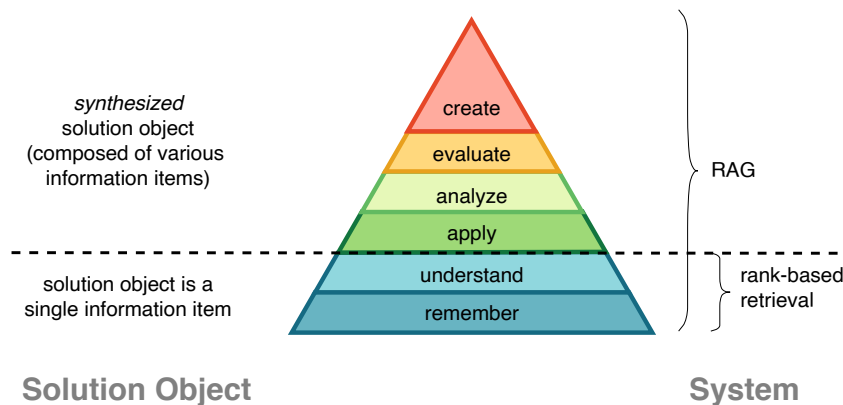 synthesized
solution object
(composed of various
information items)
create
evaluate
analyze
apply
RAG
solution object is a
single information item
understand
remember
rank-based
retrieval
Solution Object
System